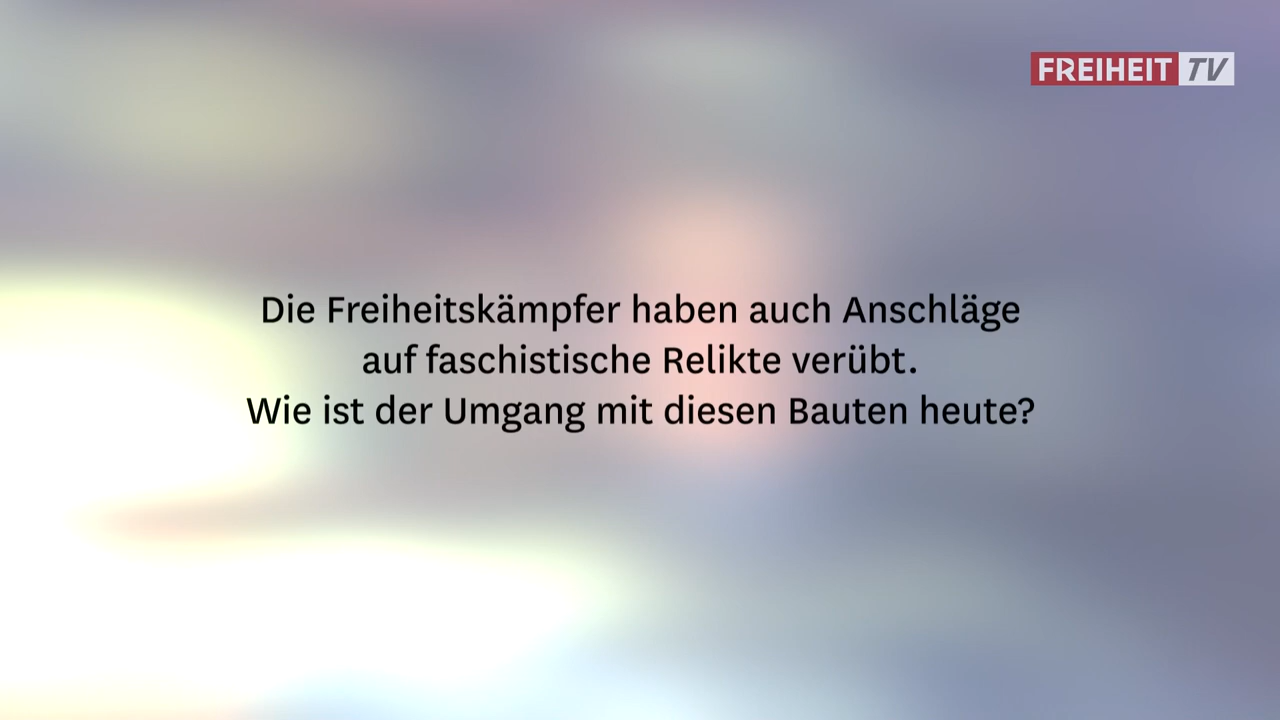 FREIHEIT TV
Die Freiheitskämpfer haben auch Anschläge
auf faschistische Relikte verübt.
Wie ist der Umgang mit diesen Bauten heute?